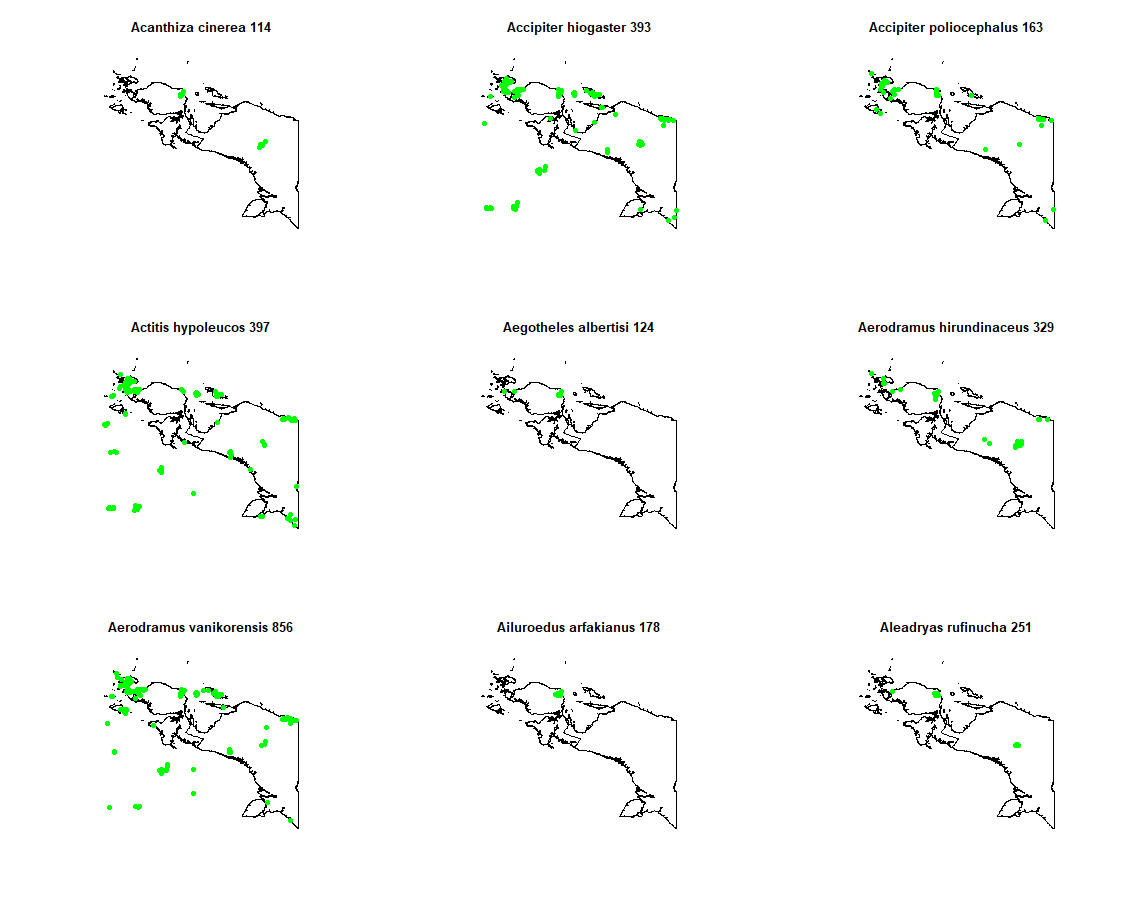 Acanthiza cinerea 114
Accipiter hiogaster 393
Accipiter poliocephalus 163
Actitis hypoleucos 397
Aegotheles albertisi 124
Aerodramus hirundinaceus 329
Aerodramus vanikorensis 856
Ailuroedus arfakianus 178
Aleadryas rufinucha 251